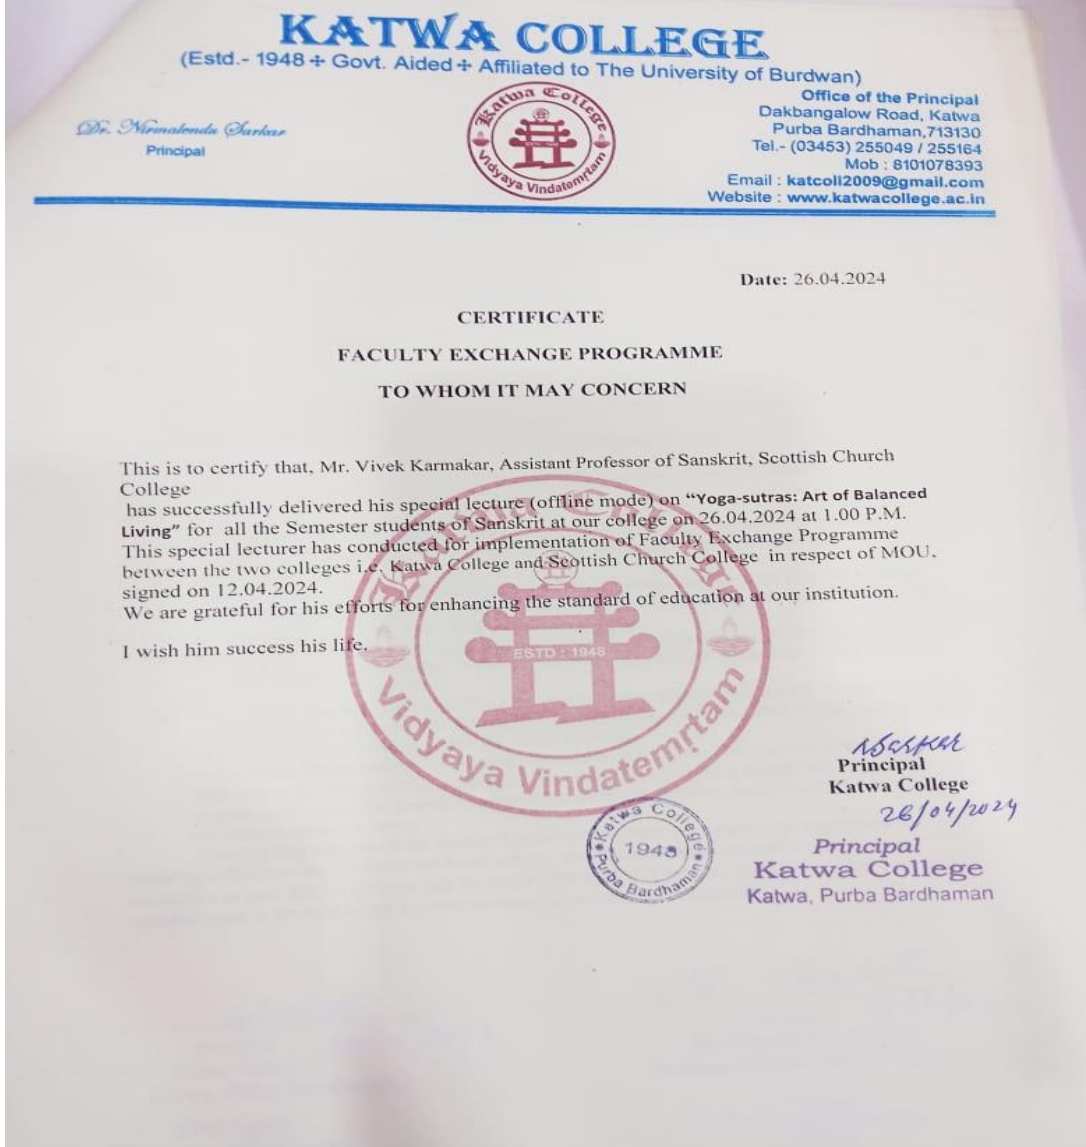 KATWA COLLEGE
(Estd.- 1948 + Govt. Aided + Affiliated to The University of Burdwan)
Dr. Nirmalendu Sarkar
Principal
Katwa College
Vidyaya Vindatemrtam
Office of the Principal
Dakbangalow Road, Katwa
Purba Bardhaman,713130
Tel.- (03453) 255049 / 255164
Mob : 8101078393
Email : katcoll2009@gmail.com
Website : www.katwacollege.ac.in
Date: 26.04.2024
CERTIFICATE
FACULTY EXCHANGE PROGRAMME
TO WHOM IT MAY CONCERN
This is to certify that, Mr. Vivek Karmakar, Assistant Professor of Sanskrit, Scottish Church
College
has successfully delivered his special lecture (offline mode) on “Yoga-sutras: Art of Balanced
Living” for all the Semester students of Sanskrit at our college on 26.04.2024 at 1.00 P.M.
This special lecturer has conducted for implementation of Faculty Exchange Programme
between the two colleges i.e. Katwa College and Scottish Church College in respect of MOU.
signed on 12.04.2024.
We are grateful for his efforts for enhancing the standard of education at our institution.
I wish him success his life.
Katwa College
ESTD : 1948
Vidyaya Vindatemrtam
NSarkar
Principal
Katwa College
26/04/2024
Katwa College
1948
Purba Bardhaman
Principal
Katwa College
Katwa, Purba Bardhaman